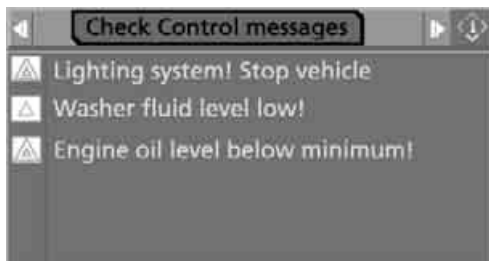 Check Control messages
Lighting system! Stop vehicle
Washer fluid level low!
Engine oil level below minimum!